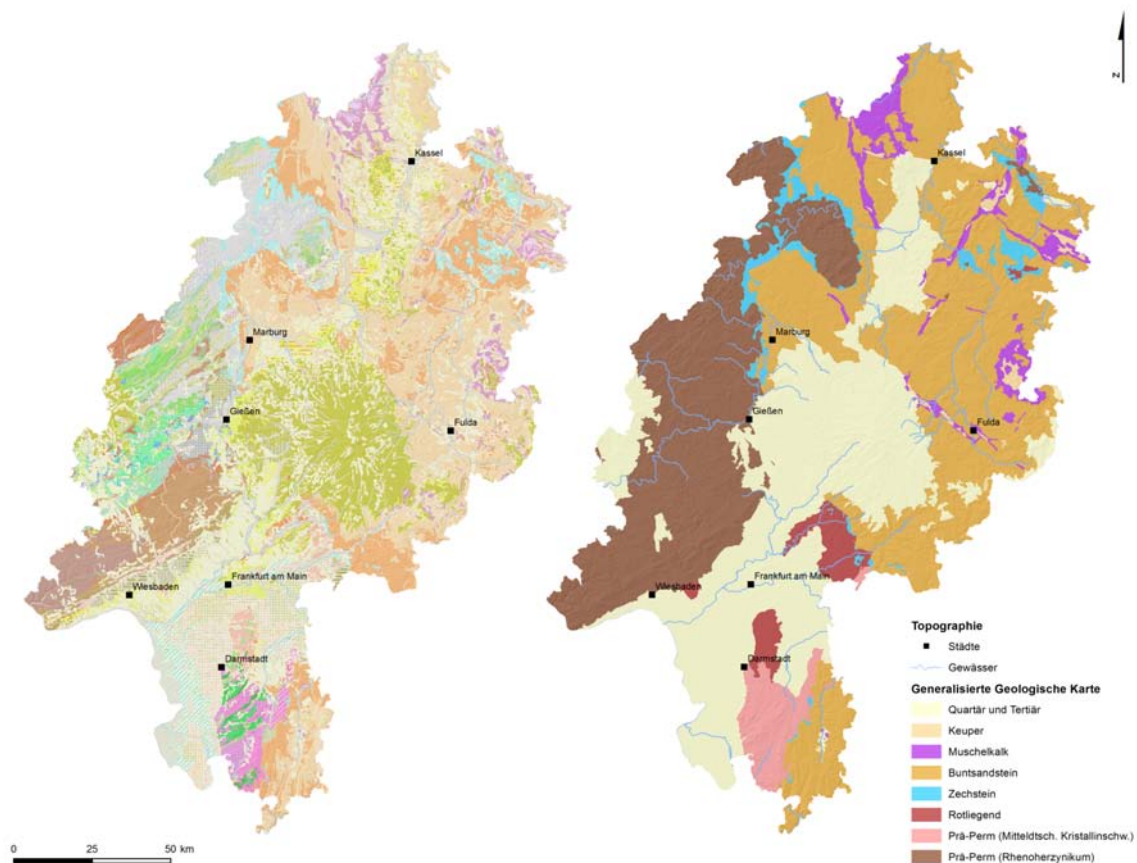 N
Kassel
Marburg
Gießen
Fulda
Wiesbaden
Frankfurt am Main
Darmstadt
0 25 50 km
Kassel
Marburg
Gießen
Fulda
Wiesbaden
Frankfurt am Main
Darmstadt
Topographie
Städte
Gewässer
Generalisierte Geologische Karte
Quartär und Tertiär
Keuper
Muschelkalk
Buntsandstein
Zechstein
Rotliegend
Prä-Perm (Mitteldtsch. Kristallinschw.)
Prä-Perm (Rhenoherzynikum)